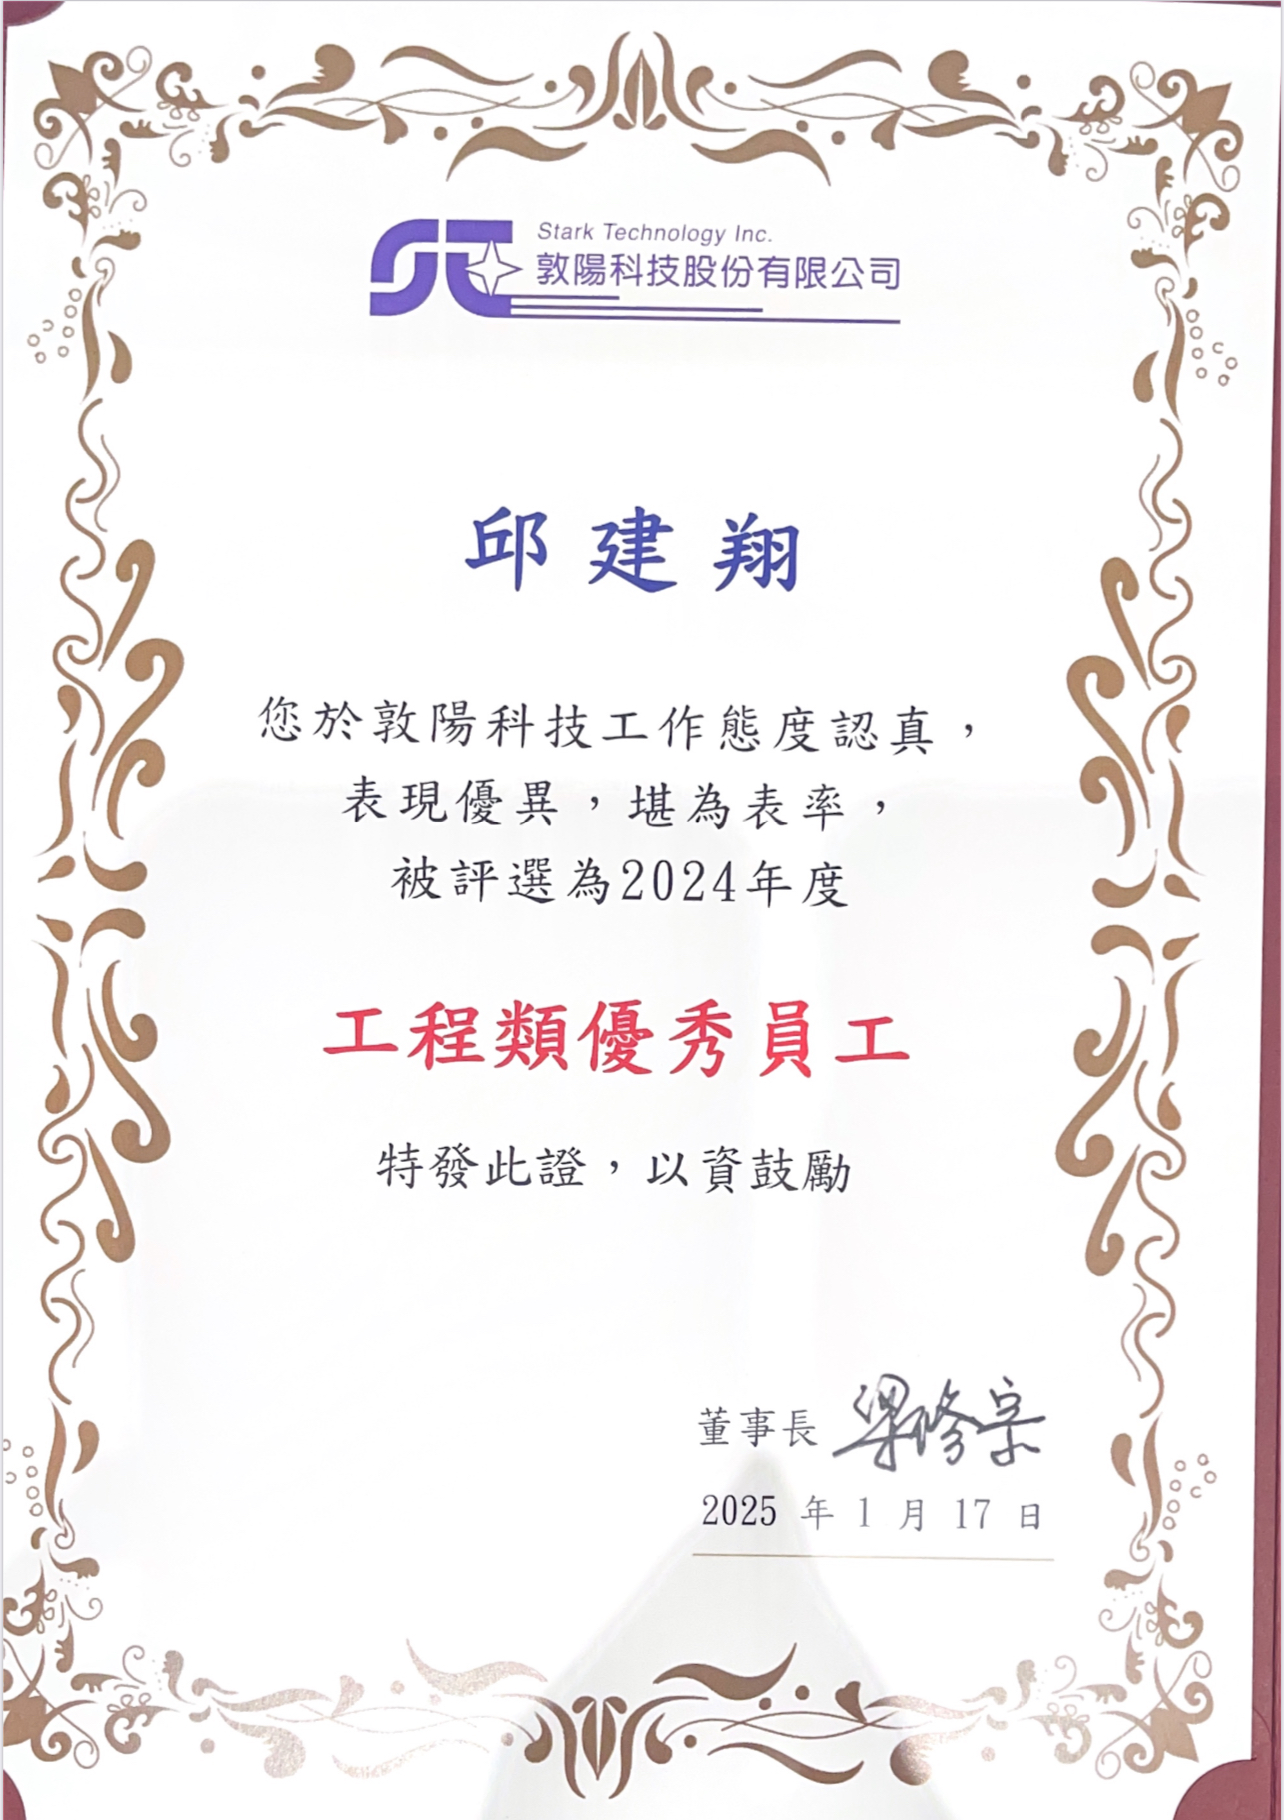 Stark Technology Inc.
敦陽科技股份有限公司
邱建翔
您於敦陽科技工作態度認真，
表現優異，堪為表率，
被評選為2024年度
工程類優秀員工
特發此證，以資鼓勵
董事長 梁修宗
2025 年 1 月 17 日